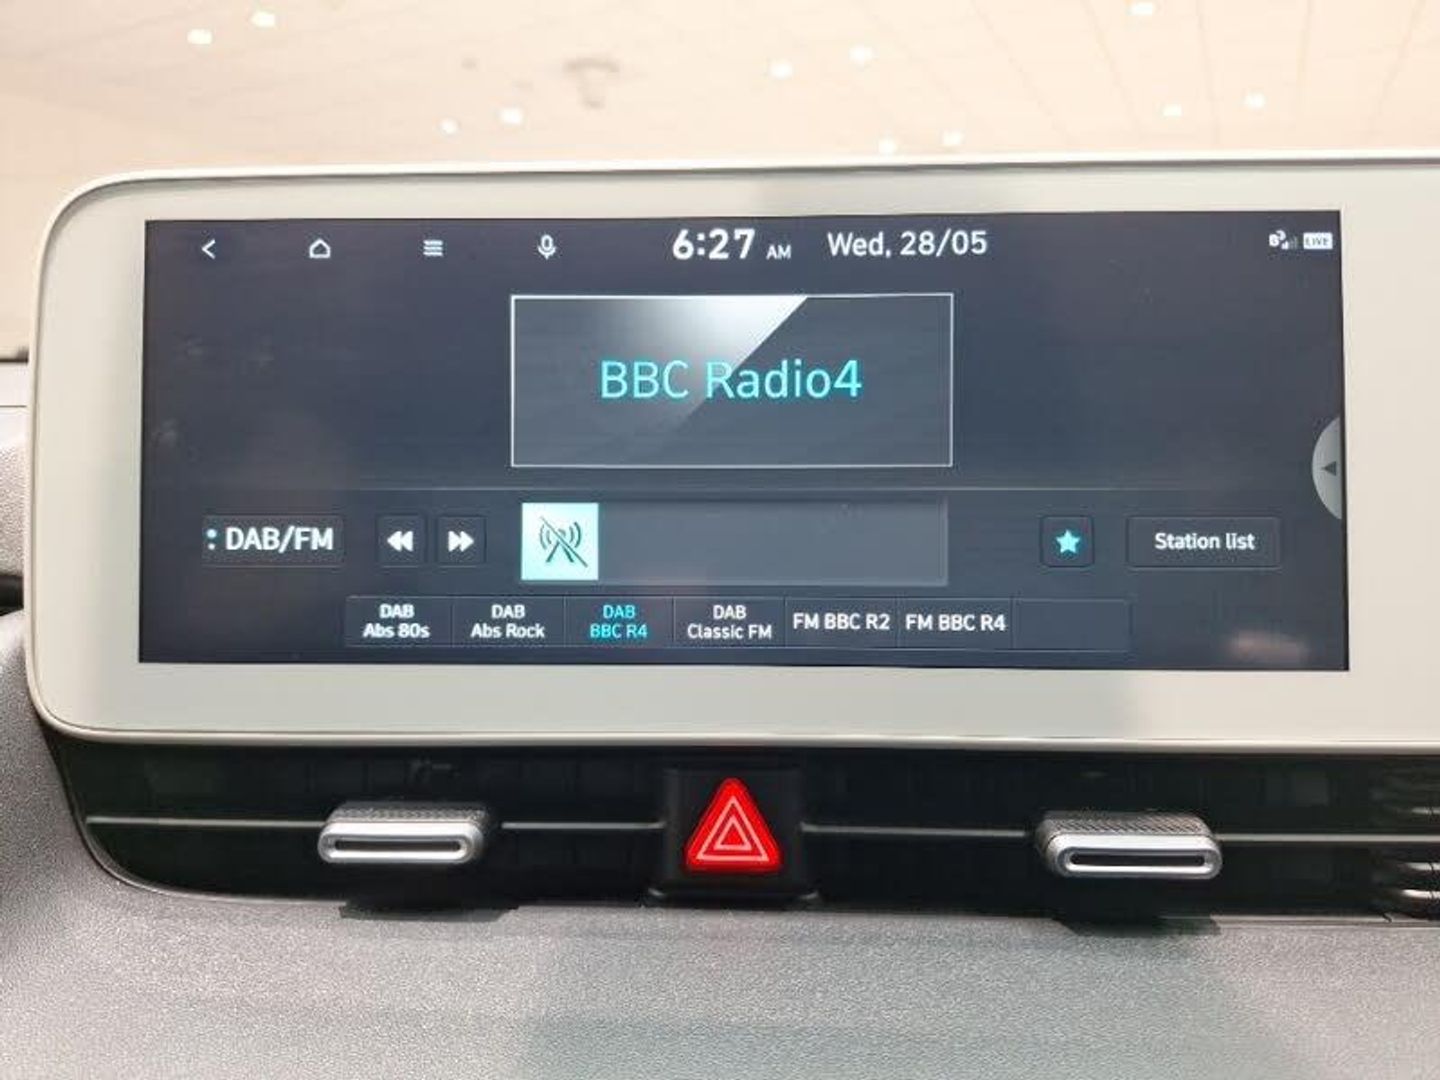 6:27 AM Wed, 28/05
LIVE
BBC Radio4
DAB/FM
Station list
DAB
Abs 80s
DAB
Abs Rock
DAB
BBC R4
DAB
Classic FM
FM BBC R2
FM BBC R4